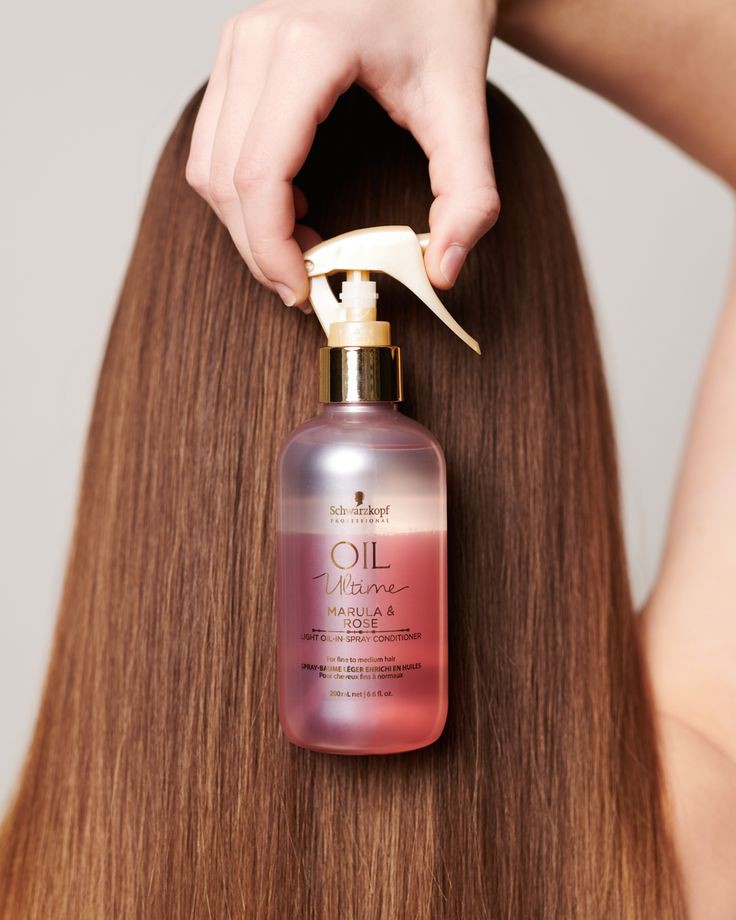 Schwarzkopf
PROFESSIONAL
OIL
Ultime
MARULA &
ROSE
LIGHT OIL-IN-SPRAY CONDITIONER
For fine to medium hair
SPRAY-BAUME LÉGER ENRICHI EN HUILES
Pour cheveux fins à normaux
200 mL net | 6.6 fl. oz.